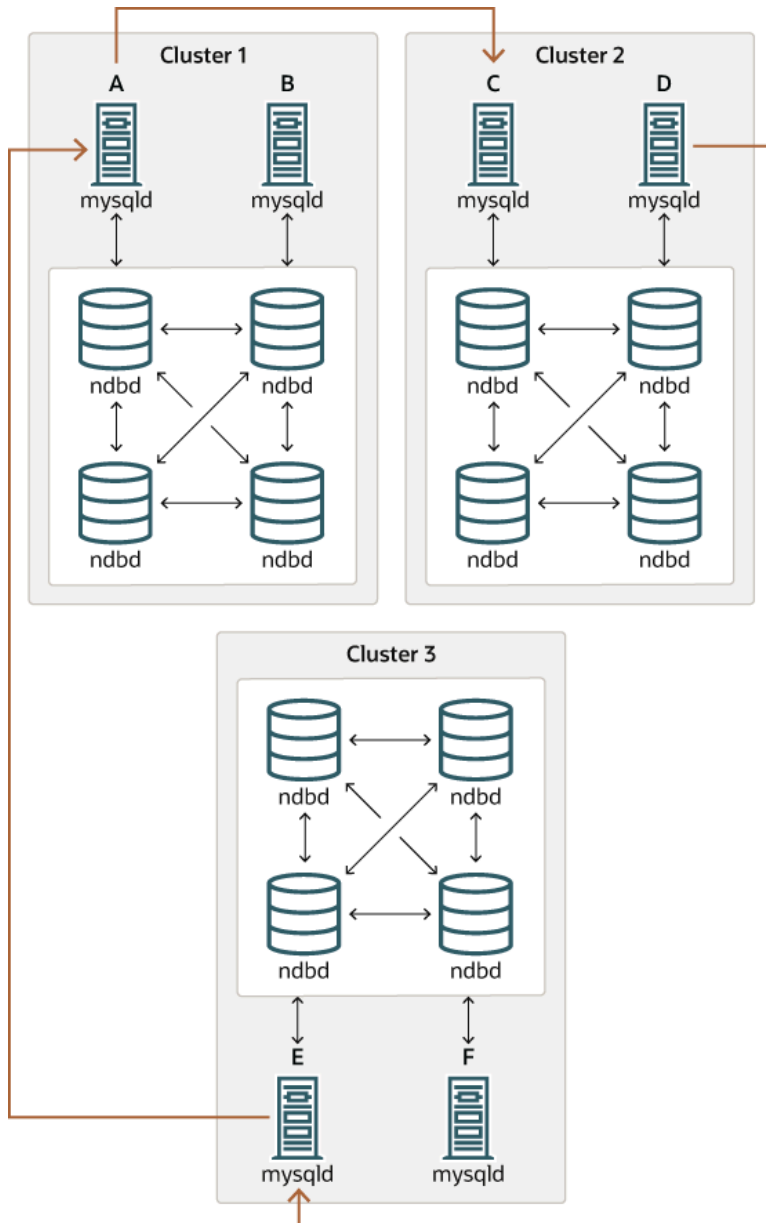 Cluster 1 Cluster 2
A B C D
mysqld mysqld mysqld mysqld
ndbd ndbd ndbd ndbd
ndbd ndbd ndbd ndbd
Cluster 3
ndbd ndbd
ndbd ndbd
E F
mysqld mysqld